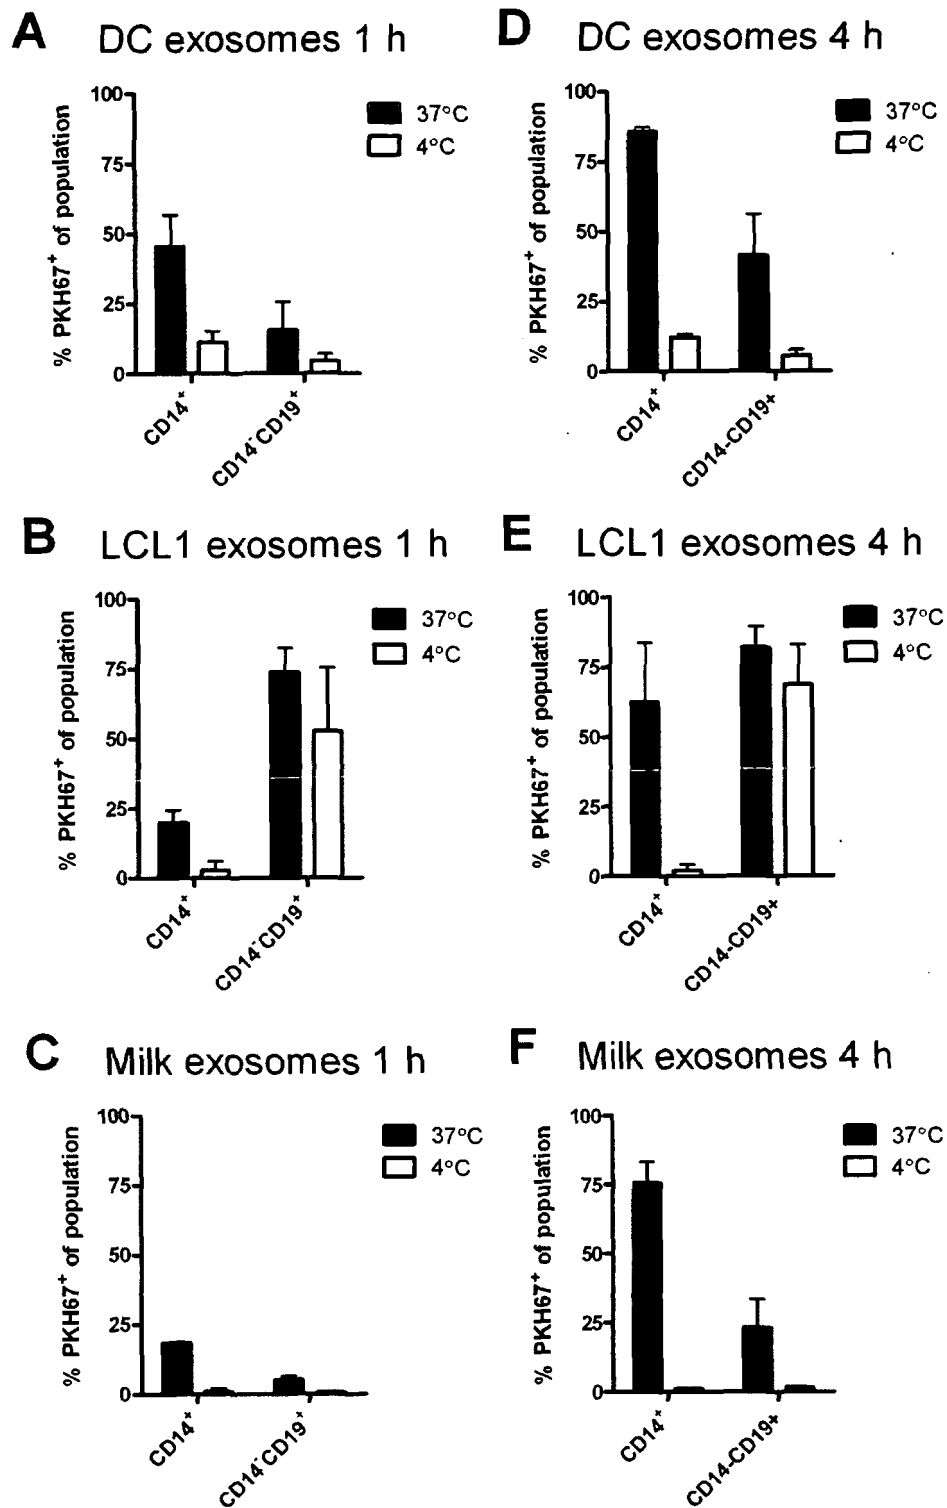 A DC exosomes 1 h
% PKH67+ of population
100
75
50
25
0
37°C
4°C
CD14+
CD14-CD19+
D DC exosomes 4 h
% PKH67+ of population
100
75
50
25
0
37°C
4°C
CD14+
CD14-CD19+
B LCL1 exosomes 1 h
% PKH67+ of population
100
75
50
25
0
37°C
4°C
CD14+
CD14-CD19+
E LCL1 exosomes 4 h
% PKH67+ of population
100
75
50
25
0
37°C
4°C
CD14+
CD14-CD19+
C Milk exosomes 1 h
% PKH67+ of population
100
75
50
25
0
37°C
4°C
CD14+
CD14-CD19+
F Milk exosomes 4 h
% PKH67+ of population
100
75
50
25
0
37°C
4°C
CD14+
CD14-CD19+